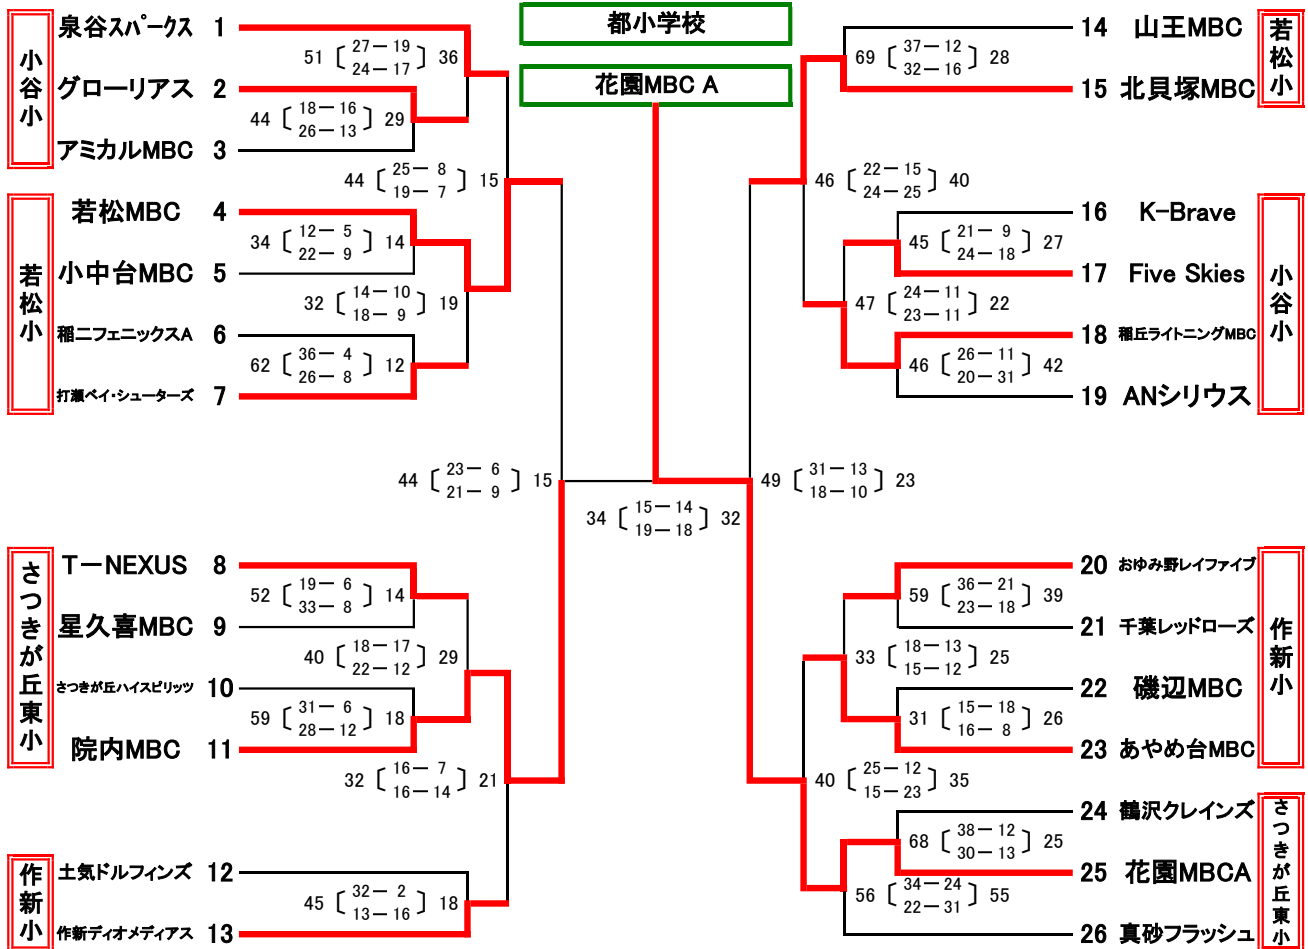 都小学校
花園MBC A
小谷小
泉谷スパークス 1
51 〔 27－19 24－17 〕 36
グローリアス 2
44 〔 18－16 26－13 〕 29
アミカルMBC 3
44 〔 25－8 19－7 〕 15
若松小
若松MBC 4
34 〔 12－5 22－9 〕 14
小中台MBC 5
32 〔 14－10 18－9 〕 19
稲二フェニックスA 6
62 〔 36－4 26－8 〕 12
打瀬ベイ・シューターズ 7
44 〔 23－6 21－9 〕 15
34 〔 15－14 19－18 〕 32
さつきが丘東小
T－NEXUS 8
52 〔 19－6 33－8 〕 14
星久喜MBC 9
40 〔 18－17 22－12 〕 29
さつきが丘ハイスピリッツ 10
59 〔 31－6 28－12 〕 18
院内MBC 11
32 〔 16－7 16－14 〕 21
作新小
土気ドルフィンズ 12
45 〔 32－2 13－16 〕 18
作新ディオメディアス 13
若松小
14 山王MBC
69 〔 37－12 32－16 〕 28
15 北貝塚MBC
46 〔 22－15 24－25 〕 40
小谷小
16 K-Brave
45 〔 21－9 24－18 〕 27
17 Five Skies
47 〔 24－11 23－11 〕 22
18 稲丘ライトニングMBC
46 〔 26－11 20－31 〕 42
19 ANシリウス
49 〔 31－13 18－10 〕 23
作新小
20 おゆみ野レイファイブ
59 〔 36－21 23－18 〕 39
21 千葉レッドローズ
33 〔 18－13 15－12 〕 25
22 磯辺MBC
31 〔 15－18 16－8 〕 26
23 あやめ台MBC
40 〔 25－12 15－23 〕 35
さつきが丘東小
24 鶴沢クレインズ
68 〔 38－12 30－13 〕 25
25 花園MBCA
56 〔 34－24 22－31 〕 55
26 真砂フラッシュ